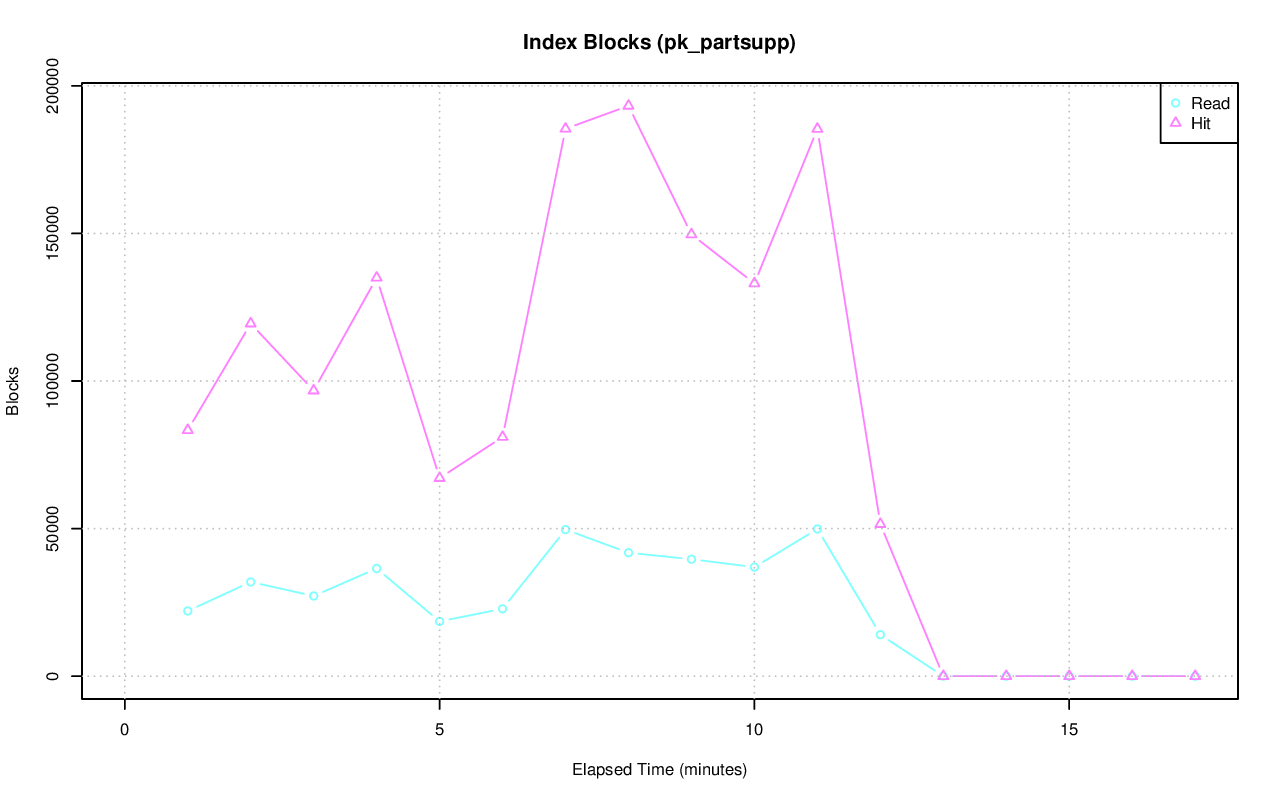 Index Blocks (pk_partsupp)
Read
Hit
Blocks
200000
150000
100000
50000
0
0 5 10 15
Elapsed Time (minutes)